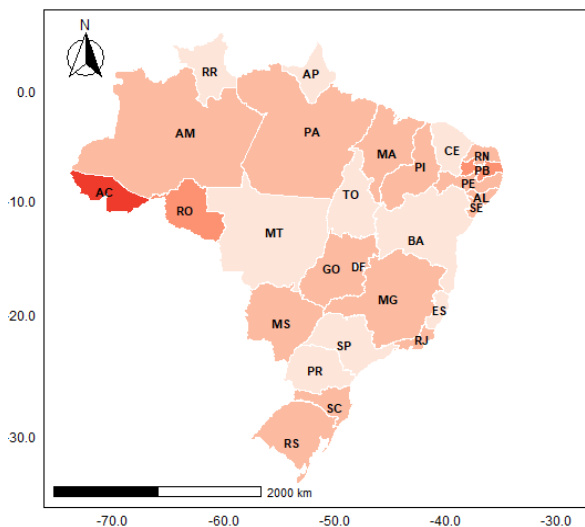 N
RR
AP
0.0
AM
PA
MA
CE
RN
PB
PI
PE
AC
AL
TO
SE
-10.0
RO
MT
BA
GO
DF
MG
ES
-20.0
MS
RJ
SP
PR
SC
-30.0
RS
2000 km
-70.0 -60.0 -50.0 -40.0 -30.0